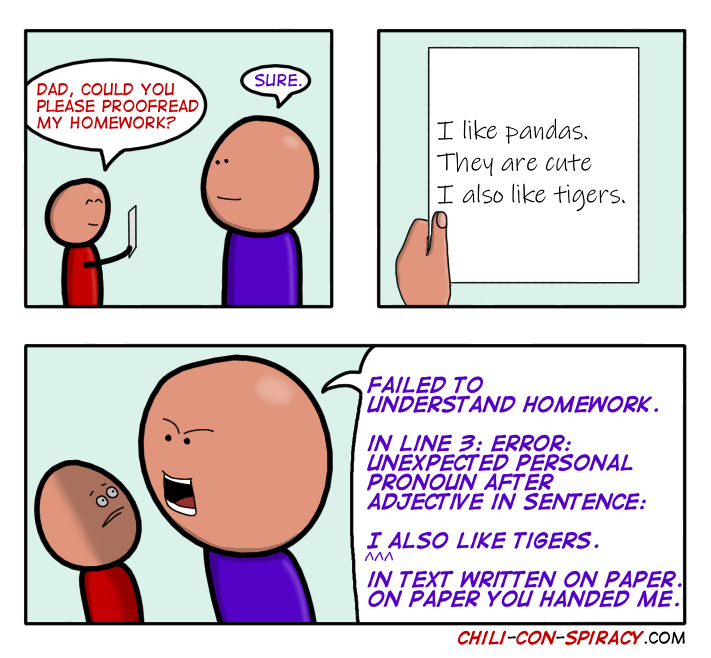 DAD, COULD YOU
PLEASE PROOFREAD
MY HOMEWORK?
SURE.
I like pandas.
They are cute
I also like tigers.
FAILED TO
UNDERSTAND HOMEWORK.
IN LINE 3: ERROR:
UNEXPECTED PERSONAL
PRONOUN AFTER
ADJECTIVE IN SENTENCE:
I ALSO LIKE TIGERS.
^^^
IN TEXT WRITTEN ON PAPER.
ON PAPER YOU HANDED ME.
CHILI-CON-SPIRACY.COM